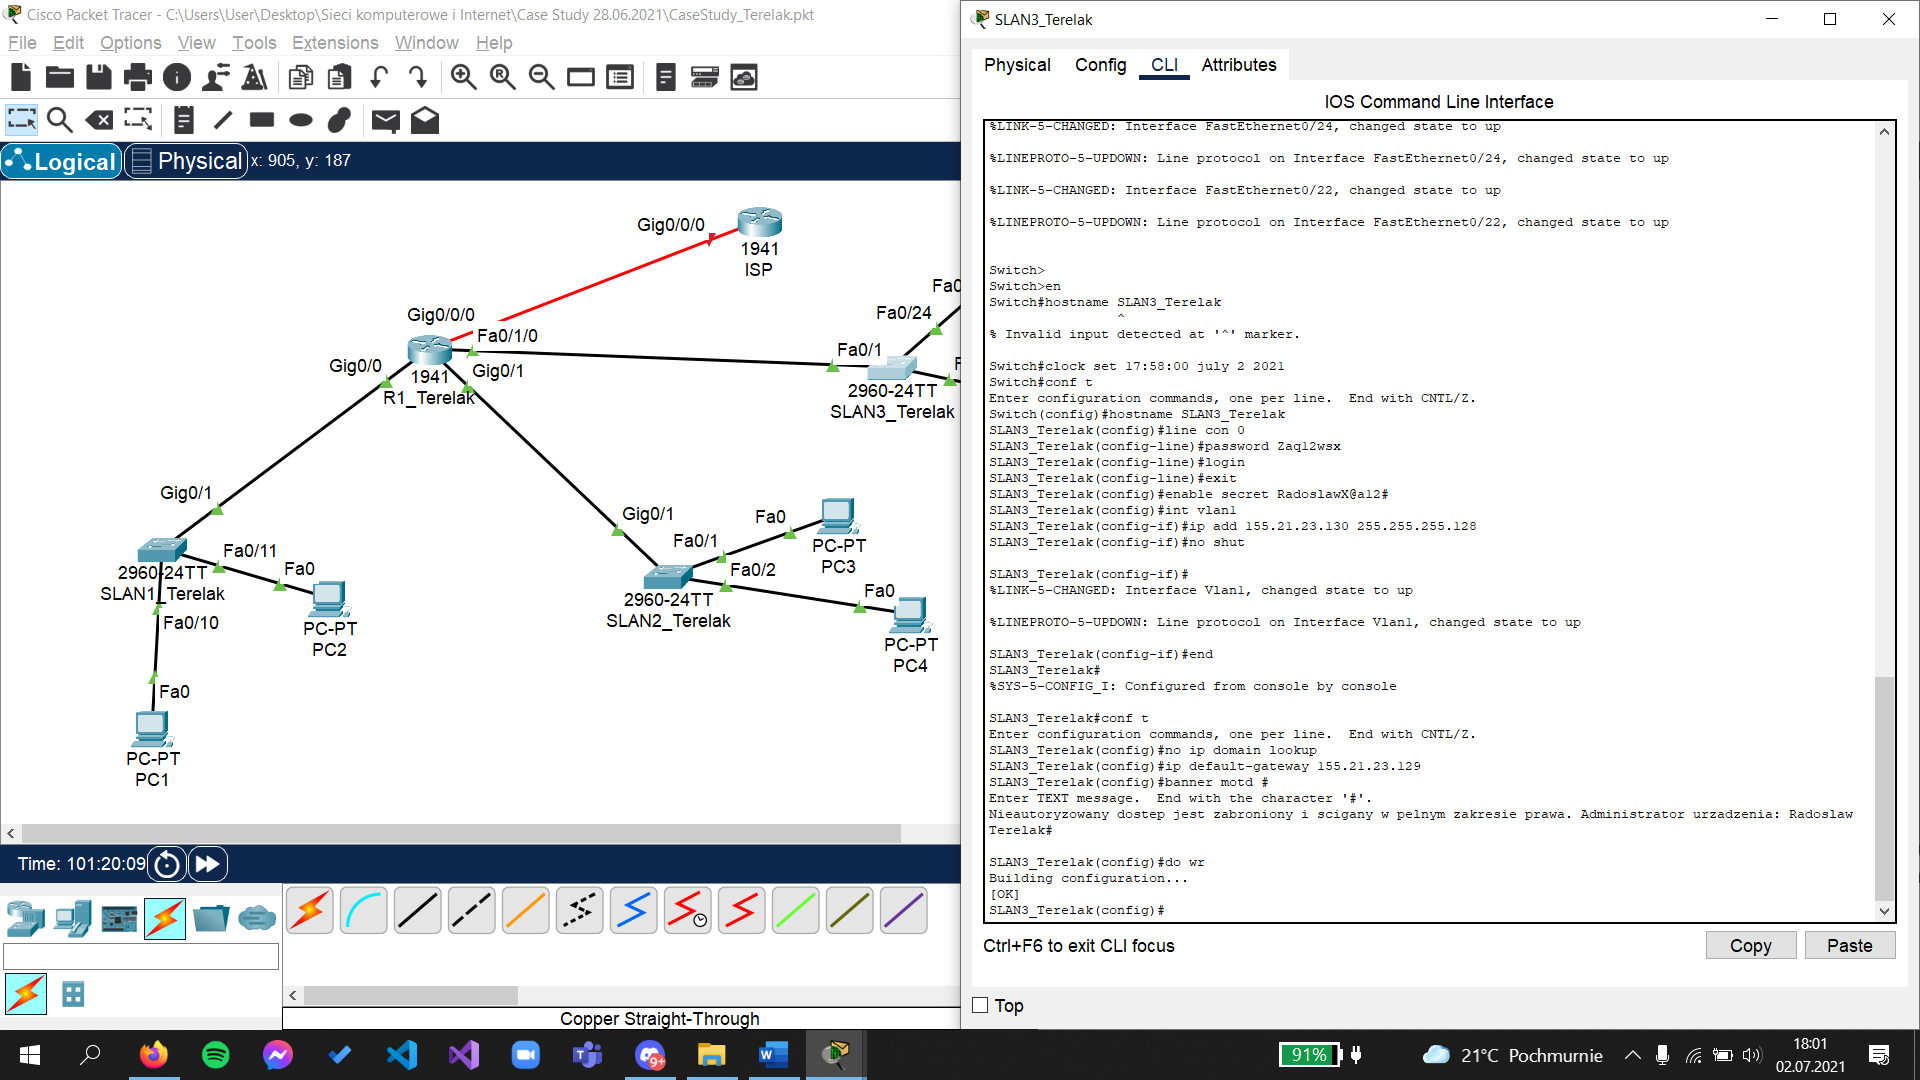 Cisco Packet Tracer - C:\Users\User\Desktop\Sieci komputerowe i Internet\Case Study 28.06.2021\CaseStudy_Terelak.pkt
File Edit Options View Tools Extensions Window Help
Logical Physical x: 905, y: 187
Gig0/0/0
1941
ISP
Gig0/0/0
Fa0/1/0
Gig0/0
Gig0/1
1941
R1_Terelak
Fa0
Fa0/24
Fa0/1
F
2960-24TT
SLAN3_Terelak
Gig0/1
Fa0/11
Fa0
2960-24TT
SLAN1_Terelak
Fa0/10
PC-PT
PC2
Fa0
PC-PT
PC1
Gig0/1
Fa0/1
Fa0
PC-PT
PC3
Fa0/2
Fa0
2960-24TT
SLAN2_Terelak
PC-PT
PC4
Time: 101:20:09
Copper Straight-Through
SLAN3_Terelak
Physical Config CLI Attributes
IOS Command Line Interface
%LINK-5-CHANGED: Interface FastEthernet0/24, changed state to up
%LINEPROTO-5-UPDOWN: Line protocol on Interface FastEthernet0/24, changed state to up
%LINK-5-CHANGED: Interface FastEthernet0/22, changed state to up
%LINEPROTO-5-UPDOWN: Line protocol on Interface FastEthernet0/22, changed state to up
Switch>
Switch>en
Switch#hostname SLAN3_Terelak
^
% Invalid input detected at '^' marker.
Switch#clock set 17:58:00 july 2 2021
Switch#conf t
Enter configuration commands, one per line.  End with CNTL/Z.
Switch(config)#hostname SLAN3_Terelak
SLAN3_Terelak(config)#line con 0
SLAN3_Terelak(config-line)#password Zaq12wsx
SLAN3_Terelak(config-line)#login
SLAN3_Terelak(config-line)#exit
SLAN3_Terelak(config)#enable secret RadoslawX@a12#
SLAN3_Terelak(config)#int vlan1
SLAN3_Terelak(config-if)#ip add 155.21.23.130 255.255.255.128
SLAN3_Terelak(config-if)#no shut
SLAN3_Terelak(config-if)#
%LINK-5-CHANGED: Interface Vlan1, changed state to up
%LINEPROTO-5-UPDOWN: Line protocol on Interface Vlan1, changed state to up
SLAN3_Terelak(config-if)#end
SLAN3_Terelak#
%SYS-5-CONFIG_I: Configured from console by console
SLAN3_Terelak#conf t
Enter configuration commands, one per line.  End with CNTL/Z.
SLAN3_Terelak(config)#no ip domain lookup
SLAN3_Terelak(config)#ip default-gateway 155.21.23.129
SLAN3_Terelak(config)#banner motd #
Enter TEXT message.  End with the character '#'.
Nieautoryzowany dostep jest zabroniony i scigany w pelnym zakresie prawa. Administrator urzadzenia: Radoslaw
Terelak#
SLAN3_Terelak(config)#do wr
Building configuration...
[OK]
SLAN3_Terelak(config)#
Ctrl+F6 to exit CLI focus
Copy Paste
Top
9+
91% 21°C Pochmurnie
18:01
02.07.2021